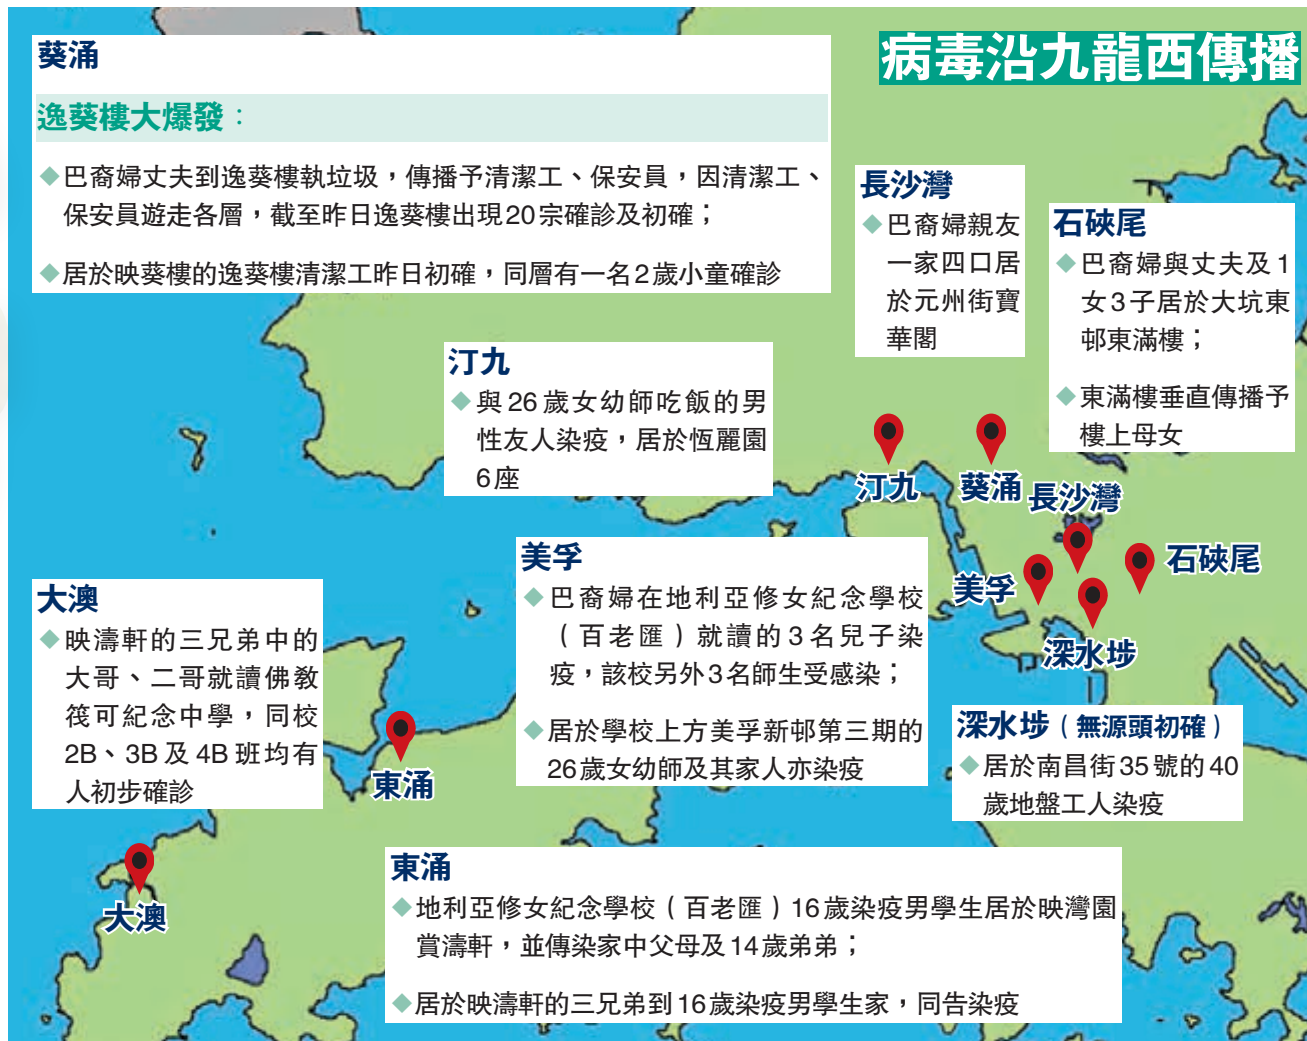 病毒沿九龍西傳播
葵涌
逸葵樓大爆發：
◆巴裔婦丈夫到逸葵樓執垃圾，傳播予清潔工、保安員，因清潔工、
保安員遊走各層，截至昨日逸葵樓出現20宗確診及初確；
◆居於映葵樓的逸葵樓清潔工昨日初確，同層有一名2歲小童確診
長沙灣
◆巴裔婦親友
一家四口居
於元州街寶
華閣
石硤尾
◆巴裔婦與丈夫及1
女3子居於大坑東
邨東滿樓；
◆東滿樓垂直傳播予
樓上母女
汀九
◆與26歲女幼師吃飯的男
性友人染疫，居於恆麗園
6座
汀九
葵涌
長沙灣
美孚
石硤尾
深水埗
美孚
◆巴裔婦在地利亞修女紀念學校
（百老匯）就讀的3名兒子染
疫，該校另外3名師生受感染；
◆居於學校上方美孚新邨第三期的
26歲女幼師及其家人亦染疫
大澳
◆映濤軒的三兄弟中的
大哥、二哥就讀佛教
筏可紀念中學，同校
2B、3B及4B班均有
人初步確診
深水埗（無源頭初確）
◆居於南昌街35號的40
歲地盤工人染疫
東涌
大澳
東涌
◆地利亞修女紀念學校（百老匯）16歲染疫男學生居於映灣園
賞濤軒，並傳染家中父母及14歲弟弟；
◆居於映濤軒的三兄弟到16歲染疫男學生家，同告染疫